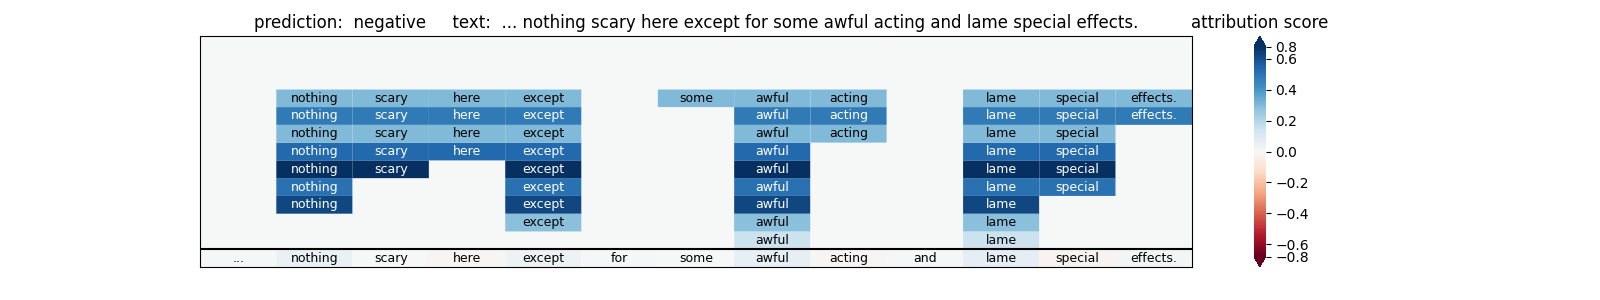 prediction:  negative     text:  ... nothing scary here except for some awful acting and lame special effects.     attribution score
nothing scary here except some awful acting lame special effects.
nothing scary here except awful acting lame special effects.
nothing scary here except awful acting lame special
nothing scary here except awful lame special
nothing scary except awful lame special
nothing except awful lame special
nothing except awful lame
except awful lame
awful lame
... nothing scary here except for some awful acting and lame special effects.
0.8
0.6
0.4
0.2
0.0
−0.2
−0.4
−0.6
−0.8